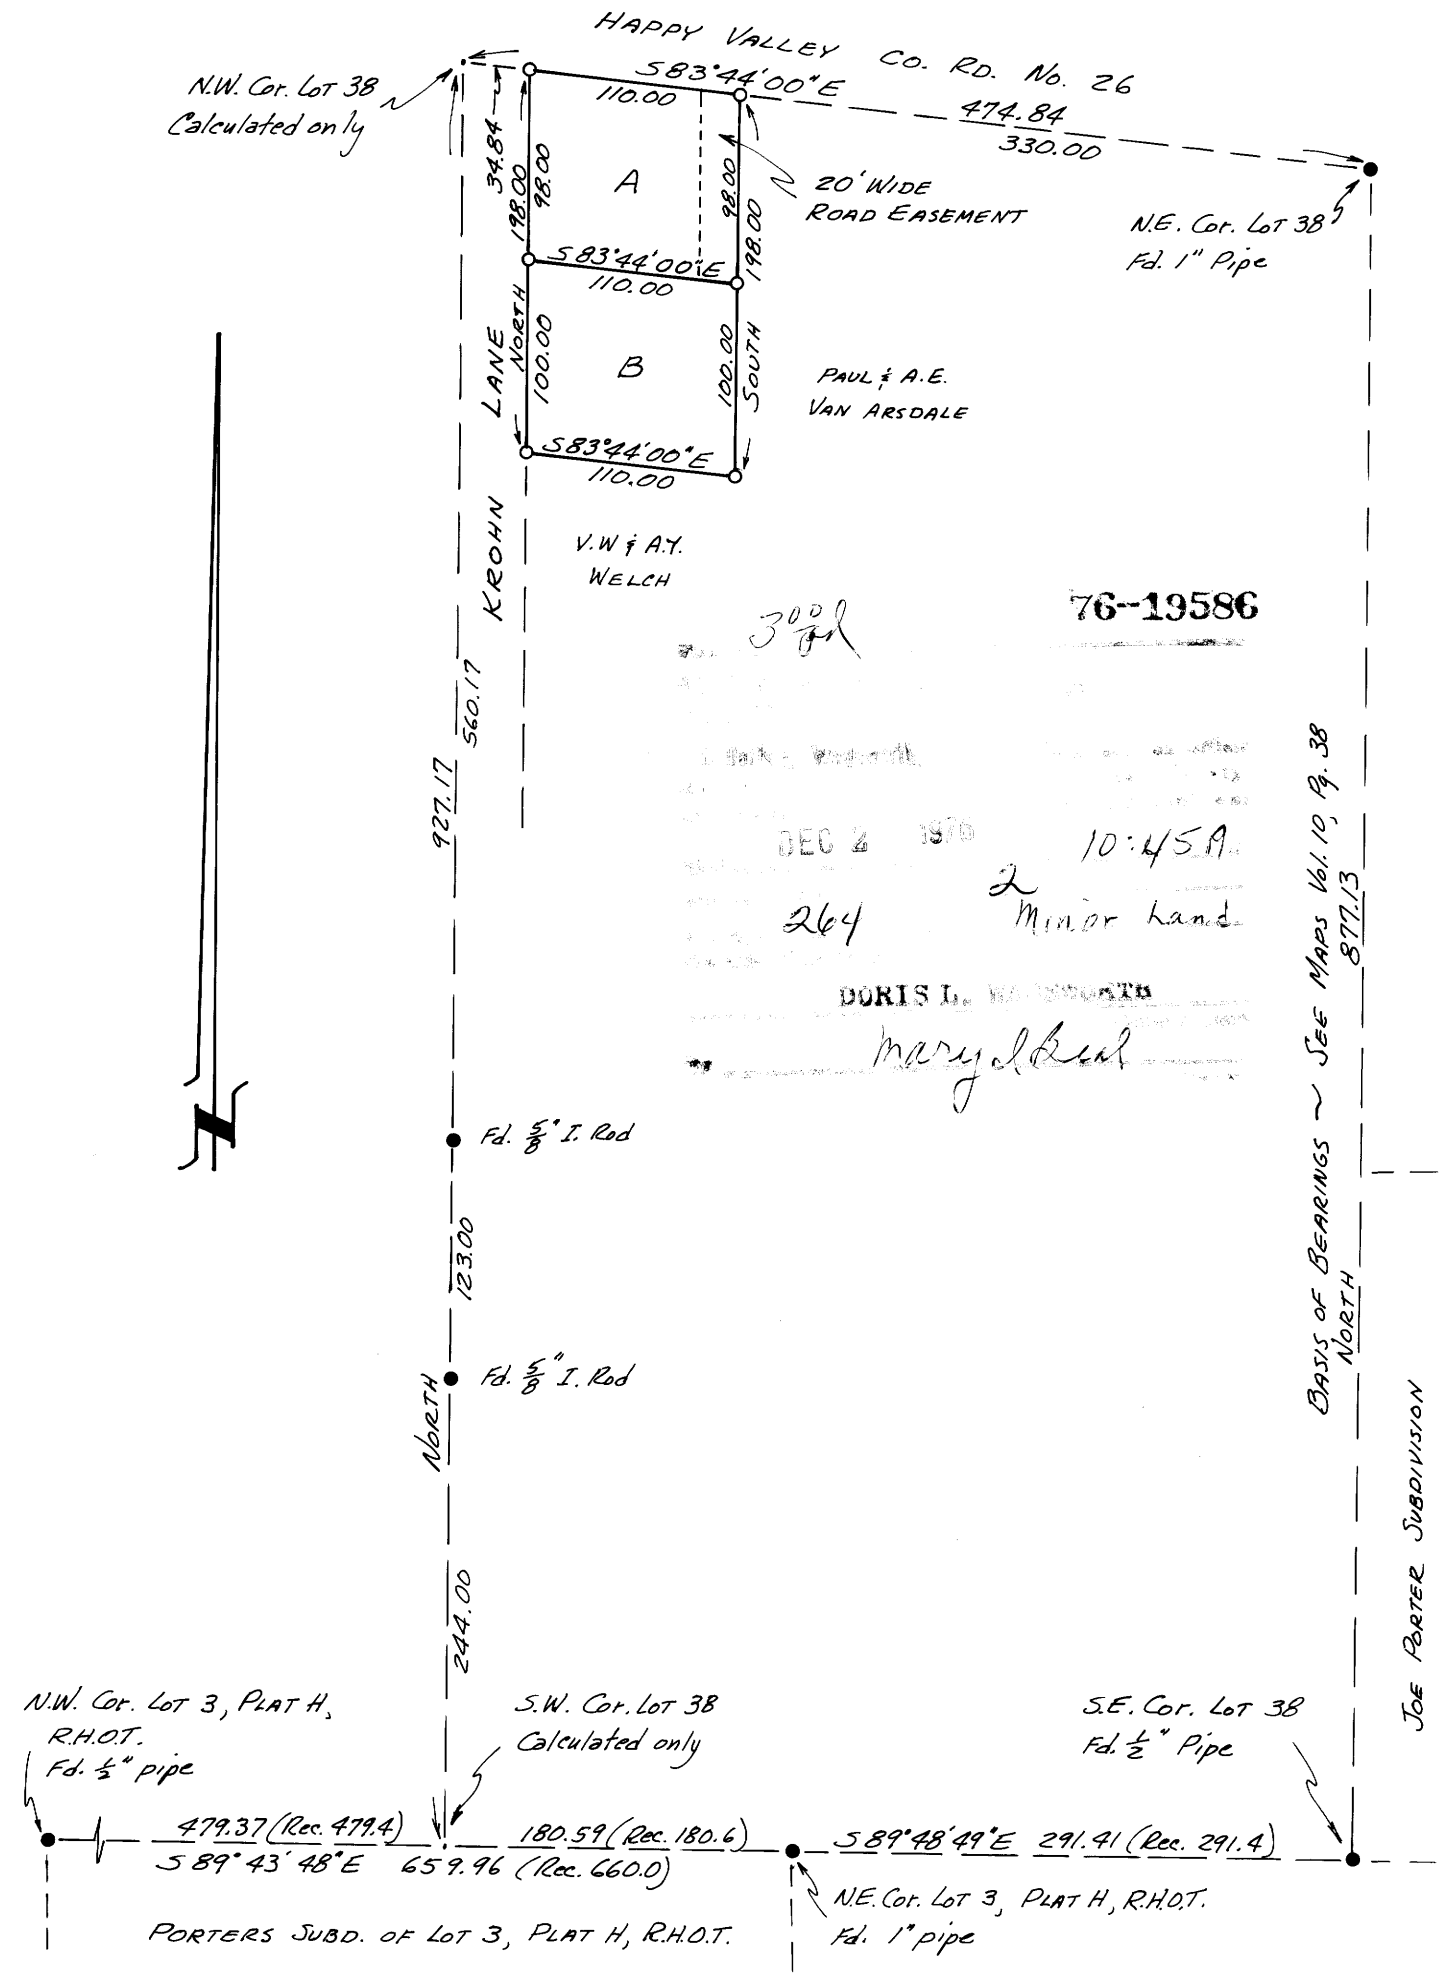 HAPPY VALLEY CO. RD. No. 26
N.W. Cor. Lot 38
Calculated only
34.84
S83°44'00"E
110.00
474.84
330.00
N.E. Cor. Lot 38
Fd. 1" Pipe
198.00
98.00
A
98.00
198.00
20' WIDE
ROAD EASEMENT
S83°44'00"E
110.00
NORTH
100.00
B
100.00
SOUTH
S83°44'00"E
110.00
KROHN LANE
PAUL & A.E.
VAN ARSDALE
V.W & A.Y.
WELCH
76--19586
3.00
DEC 2 1976
10:45 A
264
2
Minor Land
DORIS L.
560.17
927.17
Fd. 5/8" I. Rod
123.00
Fd. 5/8" I. Rod
NORTH
244.00
BASIS OF BEARINGS ~ SEE MAPS Vol. 10, Pg. 38
NORTH
877.13
JOE PORTER SUBDIVISION
N.W. Cor. Lot 3, PLAT H,
R.H.O.T.
Fd. 1/2" pipe
S.W. Cor. Lot 38
Calculated only
S.E. Cor. Lot 38
Fd. 1/2" Pipe
479.37 (Rec. 479.4)
180.59 (Rec. 180.6)
S 89°48'49"E 291.41 (Rec. 291.4)
S 89°43'48"E 659.96 (Rec. 660.0)
N.E. Cor. Lot 3, PLAT H, R.H.O.T.
Fd. 1" pipe
PORTERS SUBD. OF LOT 3, PLAT H, R.H.O.T.